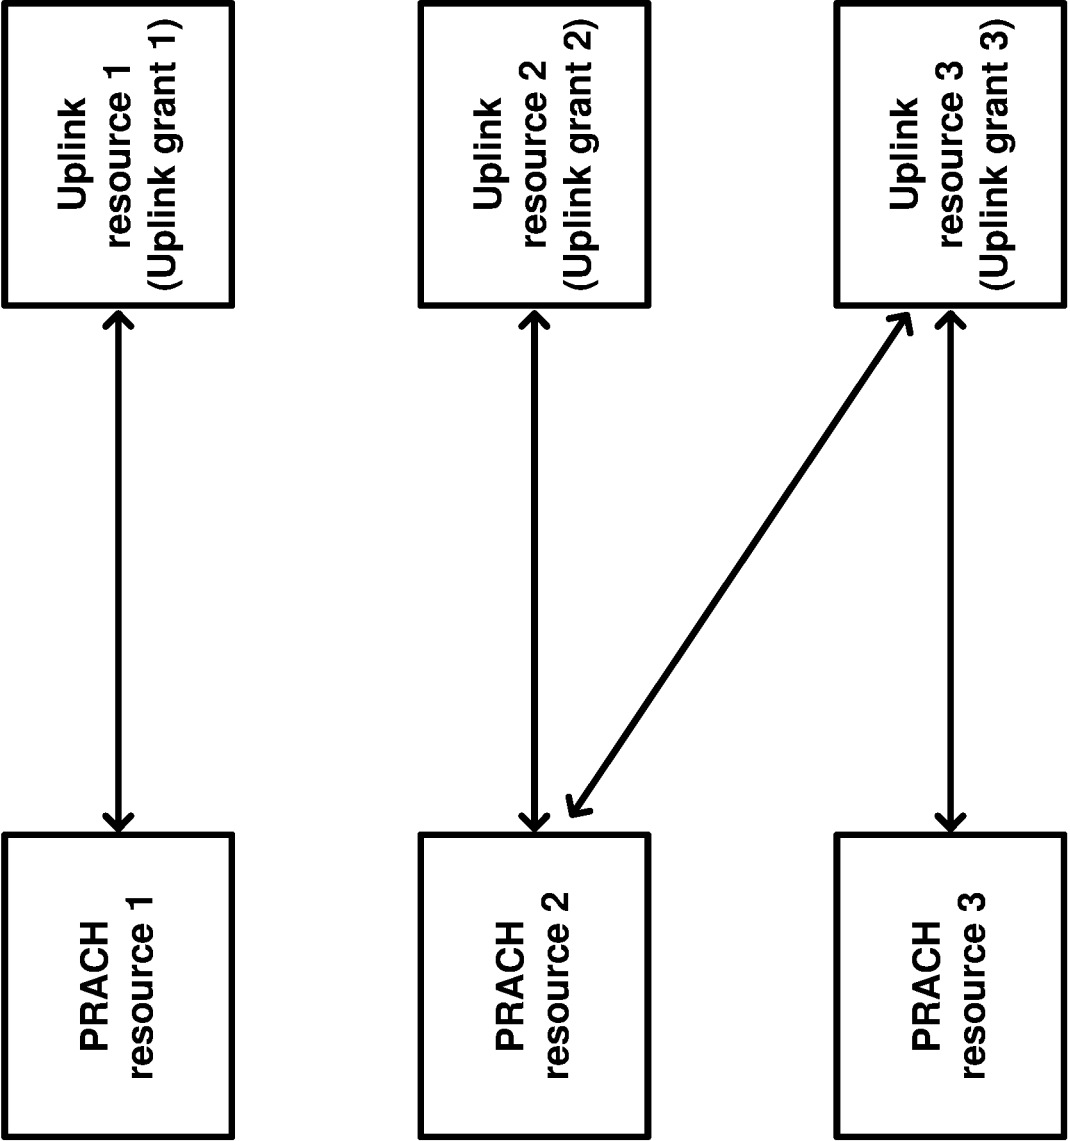 PRACH
resource 1
Uplink
resource 1
(Uplink grant 1)
PRACH
resource 2
Uplink
resource 2
(Uplink grant 2)
PRACH
resource 3
Uplink
resource 3
(Uplink grant 3)